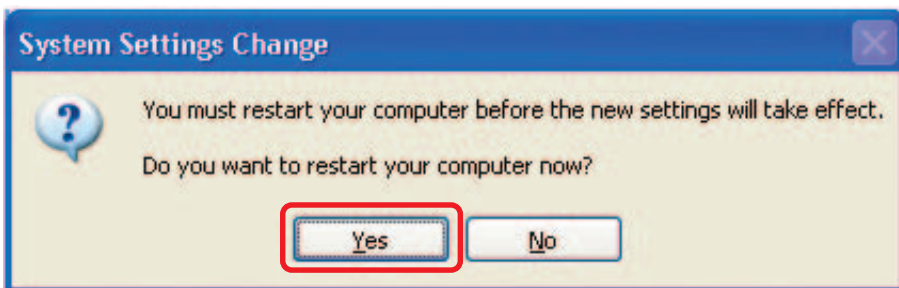 System Settings Change
You must restart your computer before the new settings will take effect.
Do you want to restart your computer now?
Yes No